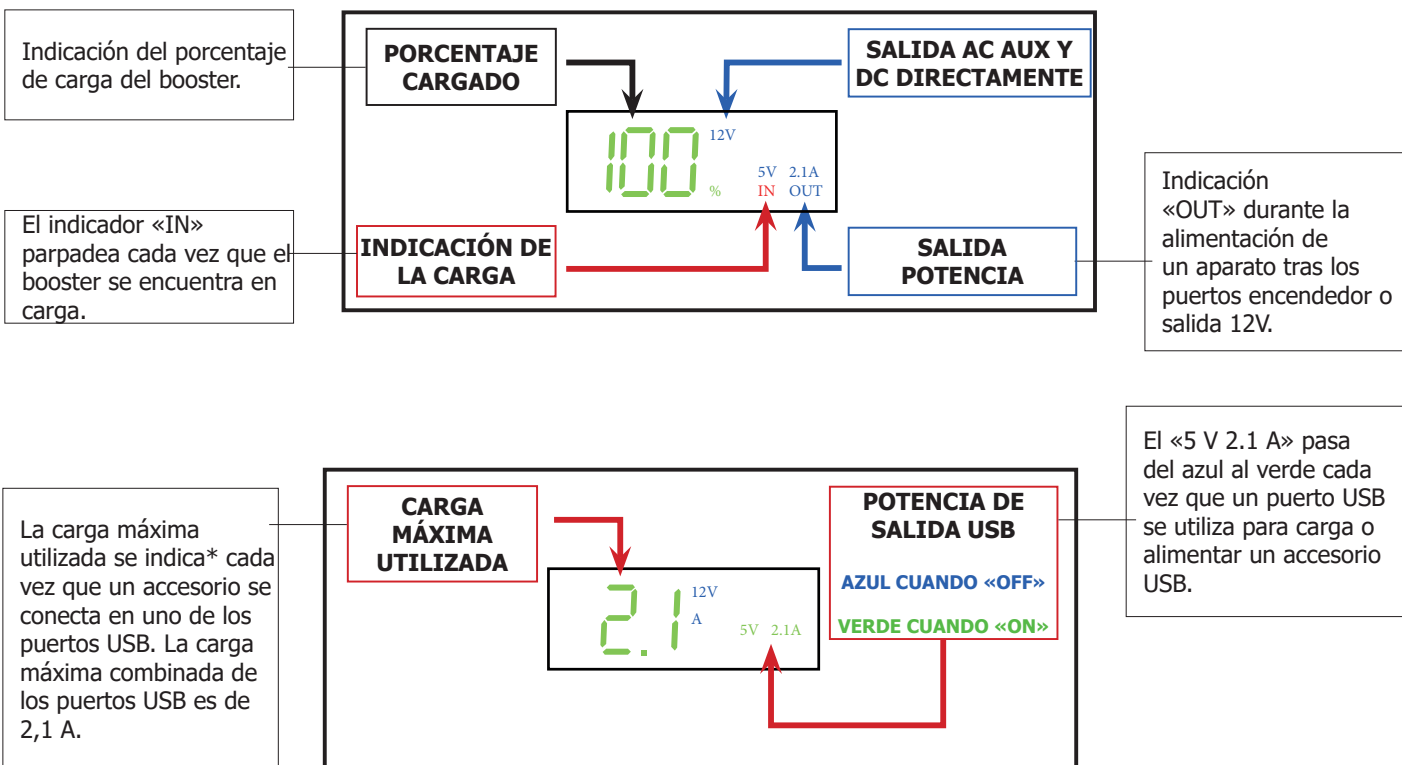 Indicación del porcentaje
de carga del booster.
PORCENTAJE
CARGADO
SALIDA AC AUX Y
DC DIRECTAMENTE
100
12V
5V 2.1A
% IN OUT
El indicador «IN»
parpadea cada vez que el
booster se encuentra en
carga.
INDICACIÓN DE
LA CARGA
SALIDA
POTENCIA
Indicación
«OUT» durante la
alimentación de
un aparato tras los
puertos encendedor o
salida 12V.
La carga máxima
utilizada se indica* cada
vez que un accesorio se
conecta en uno de los
puertos USB. La carga
máxima combinada de
los puertos USB es de
2,1 A.
CARGA
MÁXIMA
UTILIZADA
2.1
12V
A
5V 2.1A
POTENCIA DE
SALIDA USB
AZUL CUANDO «OFF»
VERDE CUANDO «ON»
El «5 V 2.1 A» pasa
del azul al verde cada
vez que un puerto USB
se utiliza para carga o
alimentar un accesorio
USB.